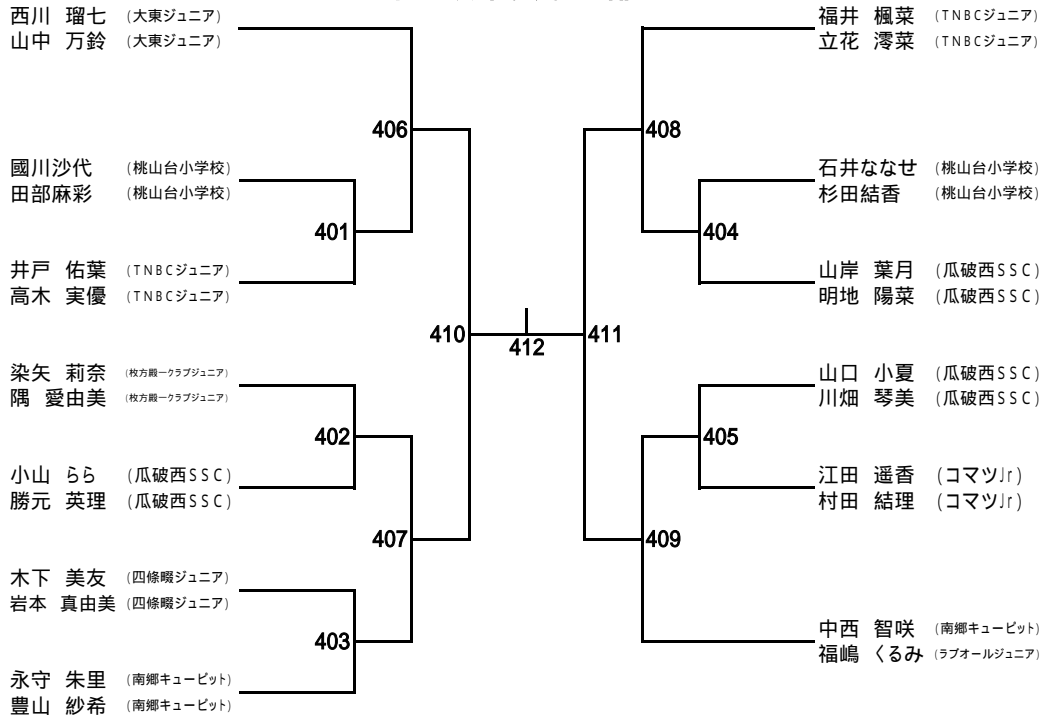 西川 瑠七 (大東ジュニア)
山中 万鈴 (大東ジュニア)
406
國川沙代 (桃山台小学校)
田部麻彩 (桃山台小学校)
401
井戸 佑葉 (TNBCジュニア)
高木 実優 (TNBCジュニア)
410
染矢 莉奈 (枚方殿一クラブジュニア)
隅 愛由美 (枚方殿一クラブジュニア)
402
小山 らら (瓜破西SSC)
勝元 英理 (瓜破西SSC)
407
木下 美友 (四條畷ジュニア)
岩本 真由美 (四條畷ジュニア)
403
永守 朱里 (南郷キューピット)
豊山 紗希 (南郷キューピット)
412
福井 楓菜 (TNBCジュニア)
立花 澪菜 (TNBCジュニア)
408
石井ななせ (桃山台小学校)
杉田結香 (桃山台小学校)
404
山岸 葉月 (瓜破西SSC)
明地 陽菜 (瓜破西SSC)
411
山口 小夏 (瓜破西SSC)
川畑 琴美 (瓜破西SSC)
405
江田 遥香 (コマツJr)
村田 結理 (コマツJr)
409
中西 智咲 (南郷キューピット)
福嶋 くるみ (ラブオールジュニア)